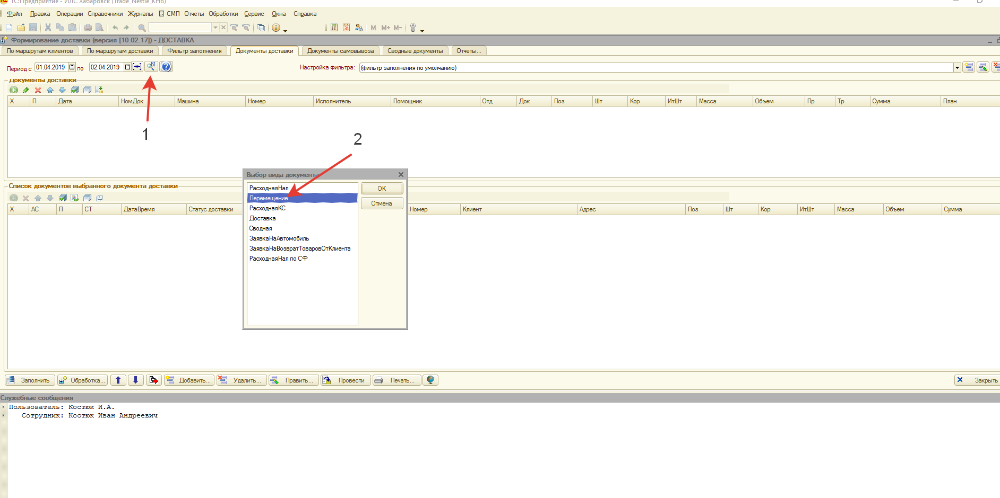 1С:Предприятие - ИЛС Хабаровск (Trade_Nestle_KHB)
Файл Правка Операции Справочники Журналы СМП Отчеты Обработки Сервис Окна Справка
31 M M+ M-
Формирование доставки (версия [10.02.17]) - ДОСТАВКА
По маршрутам клиентов По маршрутам доставки Фильтр заполнения Документы доставки Документы самовывоза Сводные документы Отчеты...
Период с 01.04.2019 по 02.04.2019 N ? Настройка фильтра: (фильтр заполнения по умолчанию)
Документы доставки
X П Дата НомДок Машина Номер Исполнитель Помощник Отд Док Поз Шт Кор ИтШт Масса Объем Пр Тр Сумма План
1
2
Выбор вида документа
РасходнаяНал
Перемещение
РасходнаяКС
Доставка
Сводная
ЗаявкаНаАвтомобиль
ЗаявкаНаВозвратТоваровОтКлиента
РасходнаяНал по СФ
OK
Отмена
Список документов выбранного документа доставки
X АС П СТ ДатаВремя Статус доставки Номер Клиент Адрес Поз Шт Кор ИтШт Масса Объем Сумма
Заполнить Обработка... Добавить... Удалить... Править... Провести Печать... Закрыть
Служебные сообщения
Пользователь: Костюк И.А.
Сотрудник: Костюк Иван Андреевич